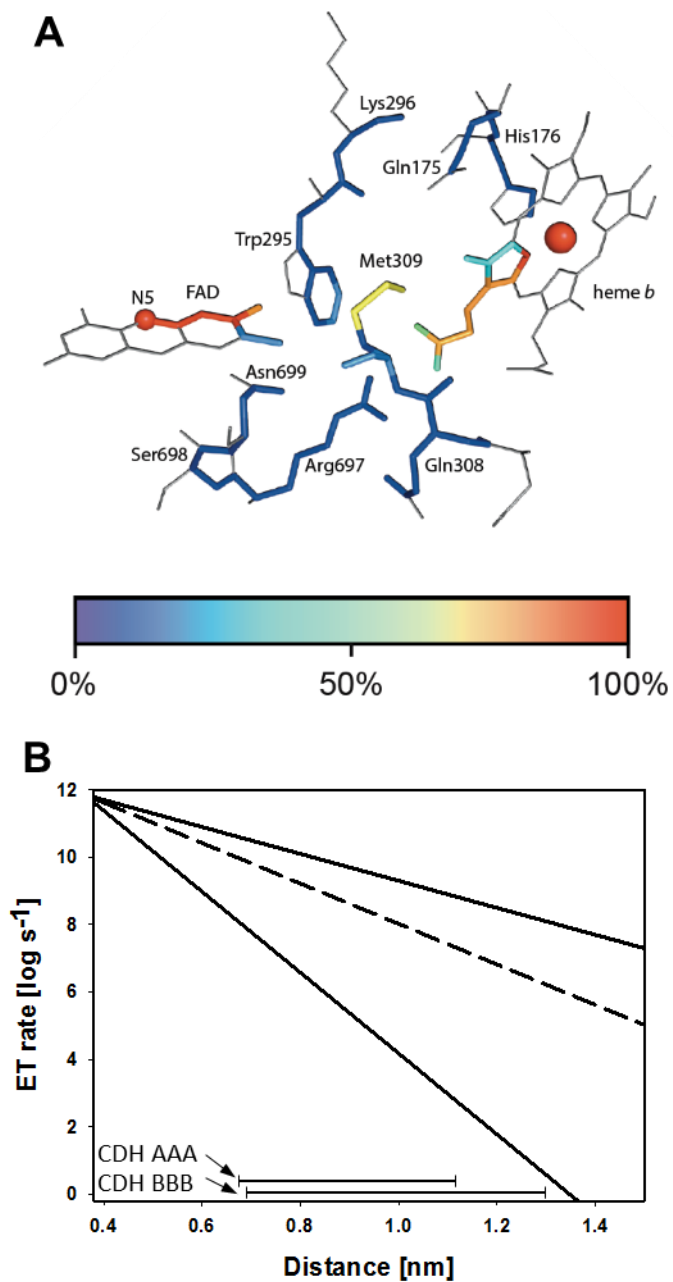 A
Lys296
His176
Gln175
Trp295
Met309
N5 FAD
heme b
Asn699
Ser698
Arg697
Gln308
0% 50% 100%
B
12
10
8
6
4
2
0
ET rate [log s⁻¹]
CDH AAA
CDH BBB
0.4 0.6 0.8 1.0 1.2 1.4
Distance [nm]